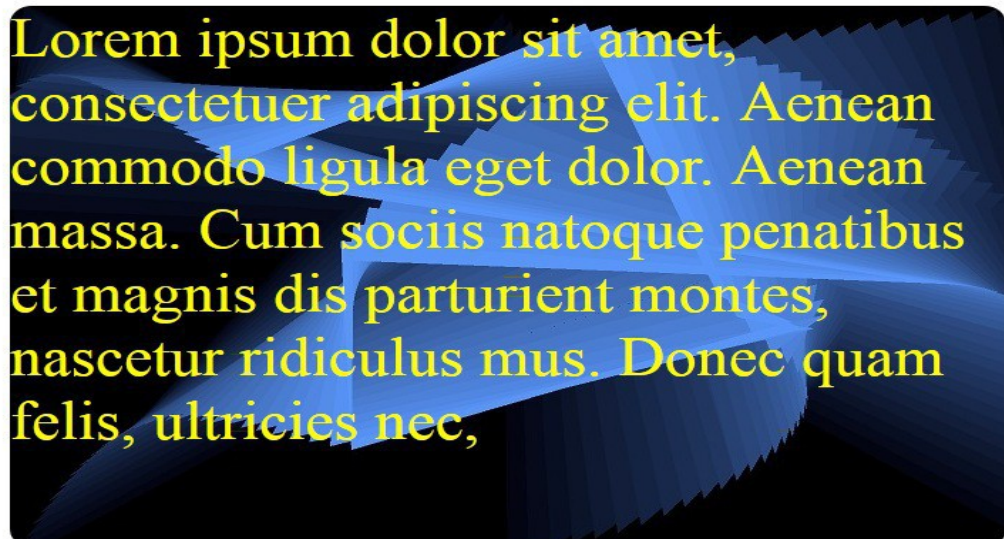 Lorem ipsum dolor sit amet,
consectetuer adipiscing elit. Aenean
commodo ligula eget dolor. Aenean
massa. Cum sociis natoque penatibus
et magnis dis parturient montes,
nascetur ridiculus mus. Donec quam
felis, ultricies nec,